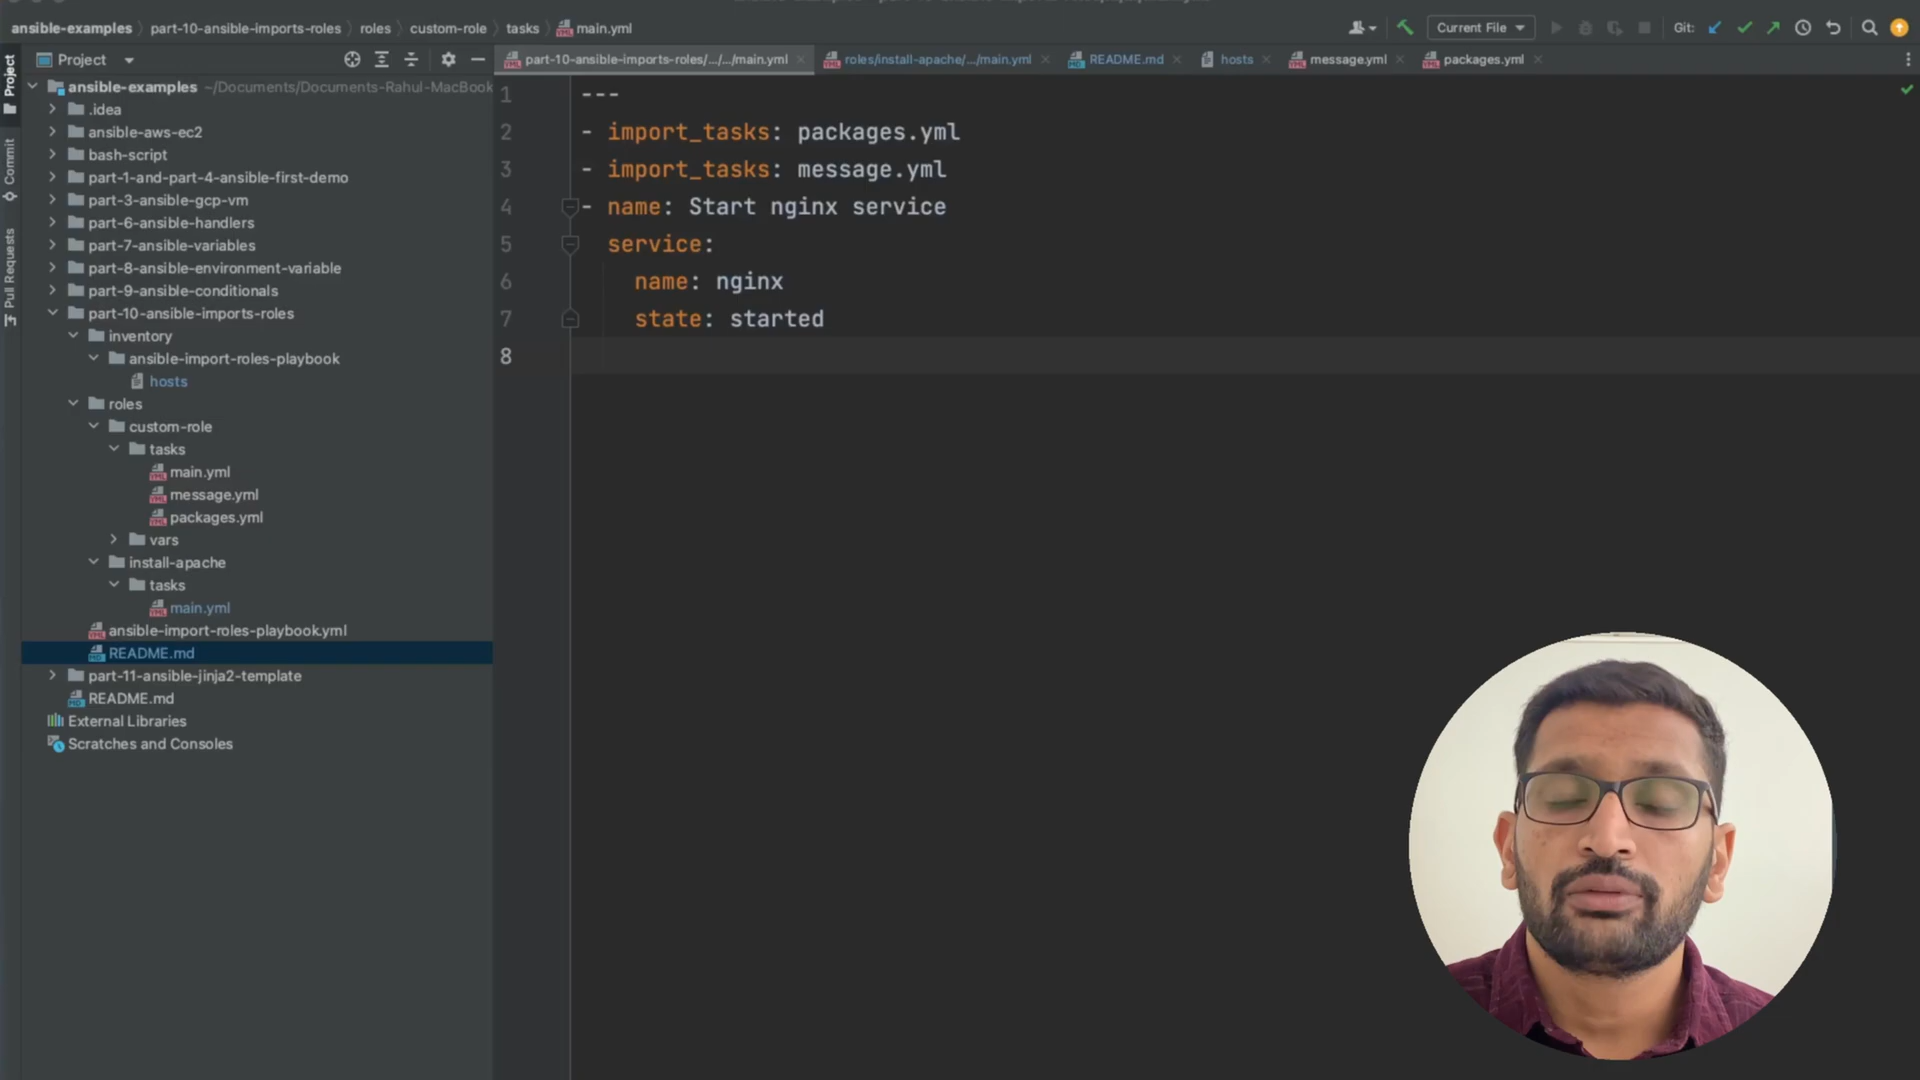 ansible-examples part-10-ansible-imports-roles roles custom-role tasks main.yml
Current File
Git:
Project
part-10-ansible-imports-roles/.../.../main.yml
roles/install-apache/.../main.yml
README.md
hosts
message.yml
packages.yml
Project
Commit
Pull Requests
ansible-examples ~/Documents/Documents-Rahul-MacBook
.idea
ansible-aws-ec2
bash-script
part-1-and-part-4-ansible-first-demo
part-3-ansible-gcp-vm
part-6-ansible-handlers
part-7-ansible-variables
part-8-ansible-environment-variable
part-9-ansible-conditionals
part-10-ansible-imports-roles
inventory
ansible-import-roles-playbook
hosts
roles
custom-role
tasks
main.yml
message.yml
packages.yml
vars
install-apache
tasks
main.yml
ansible-import-roles-playbook.yml
README.md
part-11-ansible-jinja2-template
README.md
External Libraries
Scratches and Consoles
1 ---
2 - import_tasks: packages.yml
3 - import_tasks: message.yml
4 - name: Start nginx service
5 service:
6 name: nginx
7 state: started
8